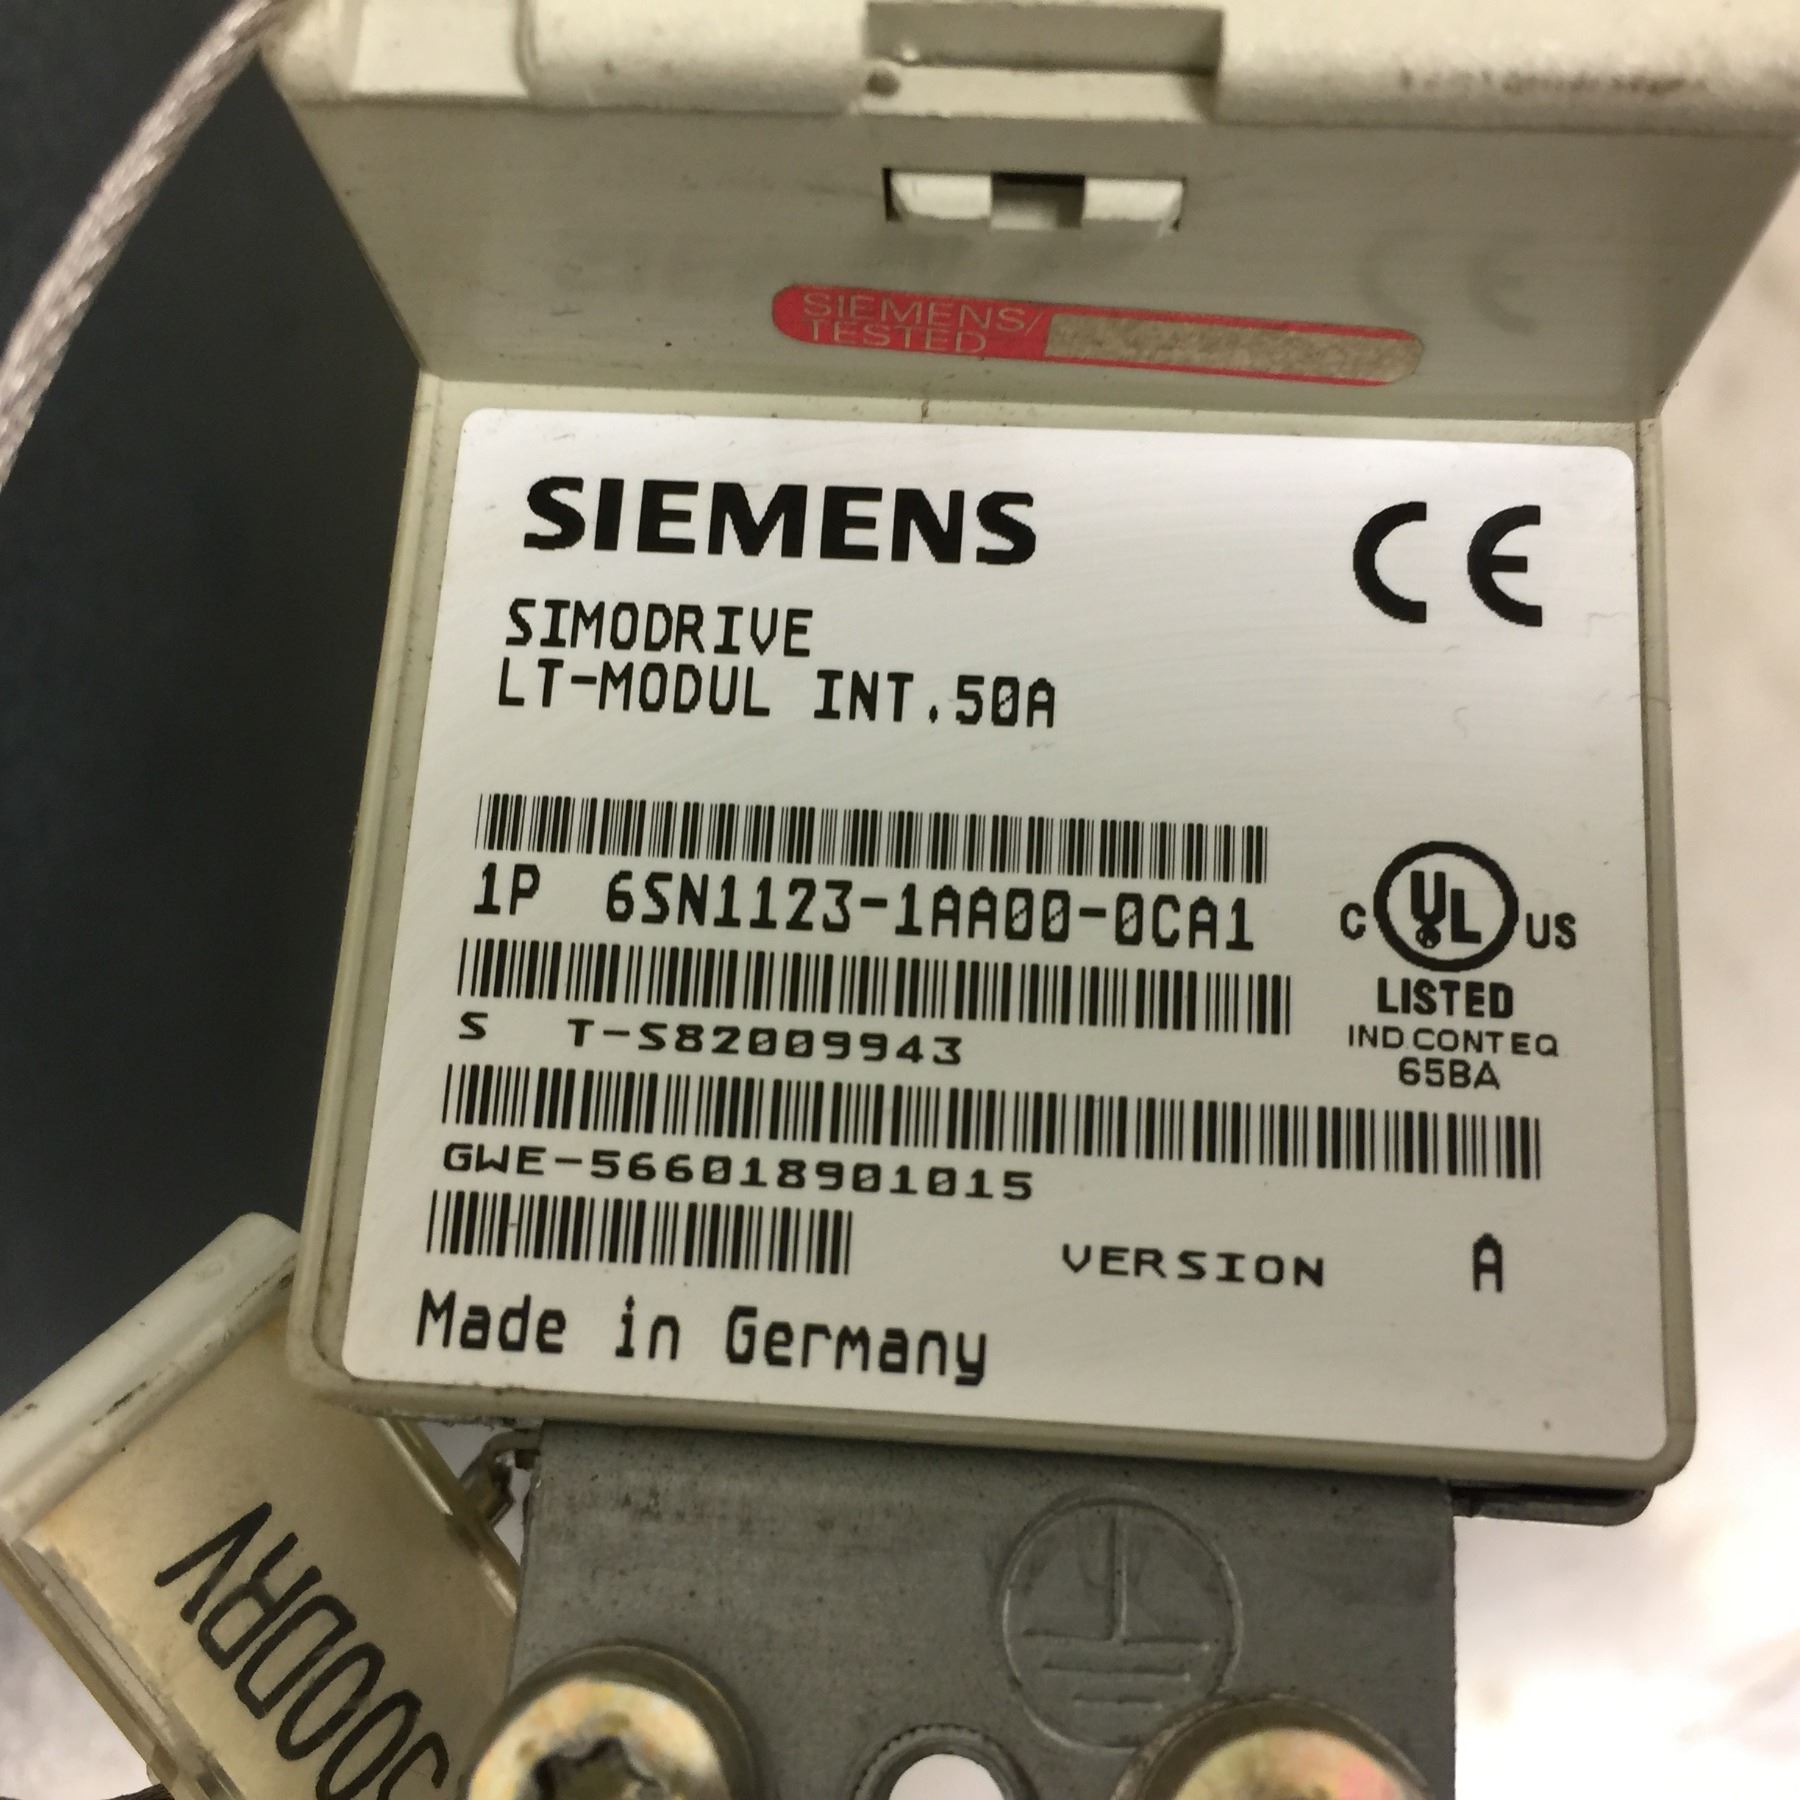 SIEMENS/
TESTED
SIEMENS
CE
SIMODRIVE
LT-MODUL INT.50A
1P 6SN1123-1AA00-0CA1
C UL US
LISTED
IND.CONT EQ
65BA
S T-S82009943
GWE-566018901015
VERSION A
Made in Germany